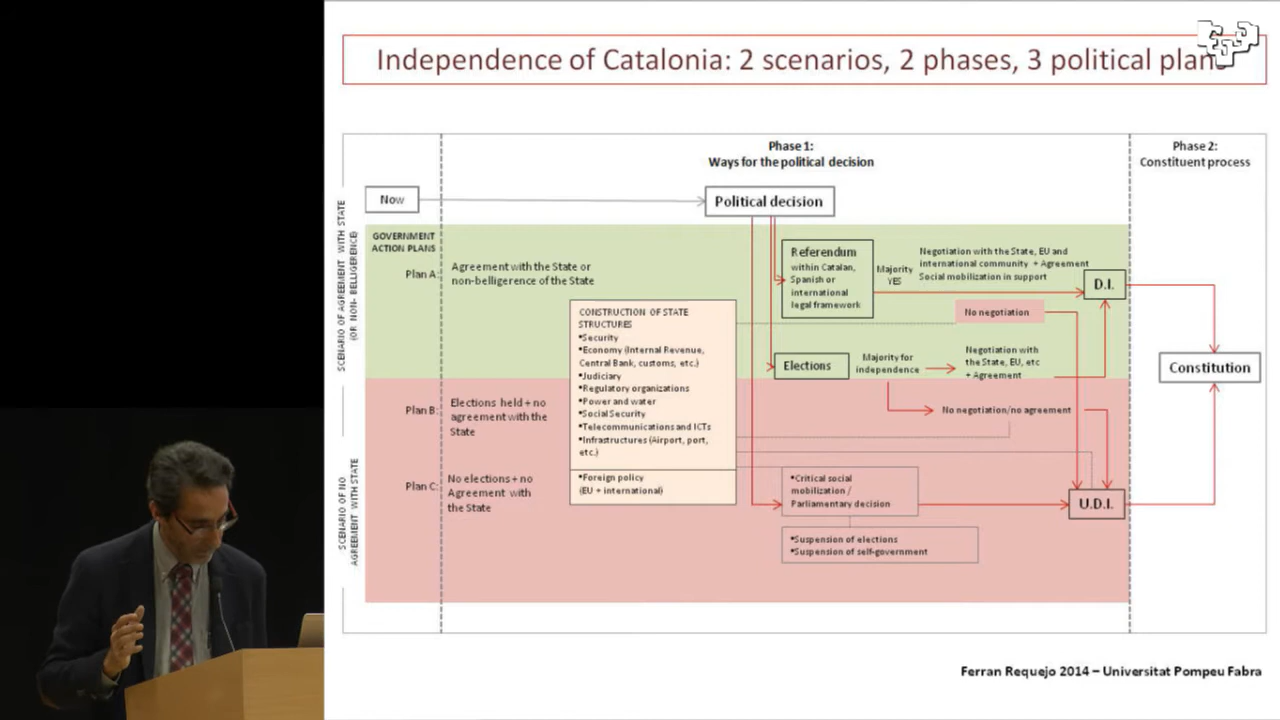 Independence of Catalonia: 2 scenarios, 2 phases, 3 political plans
Phase 1:
Ways for the political decision
Phase 2:
Constituent process
Now
Political decision
SCENARIO OF AGREEMENT WITH STATE
(OR NON- BELLIGERENCE)
GOVERNMENT
ACTION PLANS
Plan A:
Agreement with the State or
non-belligerence of the State
Referendum
within Catalan,
Spanish or
international
legal framework
Majority
YES
Negotiation with the State, EU and
international community + Agreement
Social mobilization in support
D.I.
No negotiation
CONSTRUCTION OF STATE
STRUCTURES
•Security
•Economy (Internal Revenue,
Central Bank, customs, etc.)
•Judiciary
•Regulatory organizations
•Power and water
•Social Security
•Telecommunications and ICTs
•Infrastructures (Airport, port,
etc.)
•Foreign policy
(EU + international)
Elections
Majority for
independence
Negotiation with
the State, EU, etc
+ Agreement
Constitution
SCENARIO OF NO
AGREEMENT WITH STATE
Plan B:
Elections held + no
agreement with the
State
No negotiation/no agreement
Plan C:
No elections + no
Agreement with
the State
•Critical social
mobilization /
Parliamentary decision
U.D.I.
•Suspension of elections
•Suspension of self-government
Ferran Requejo 2014 – Universitat Pompeu Fabra